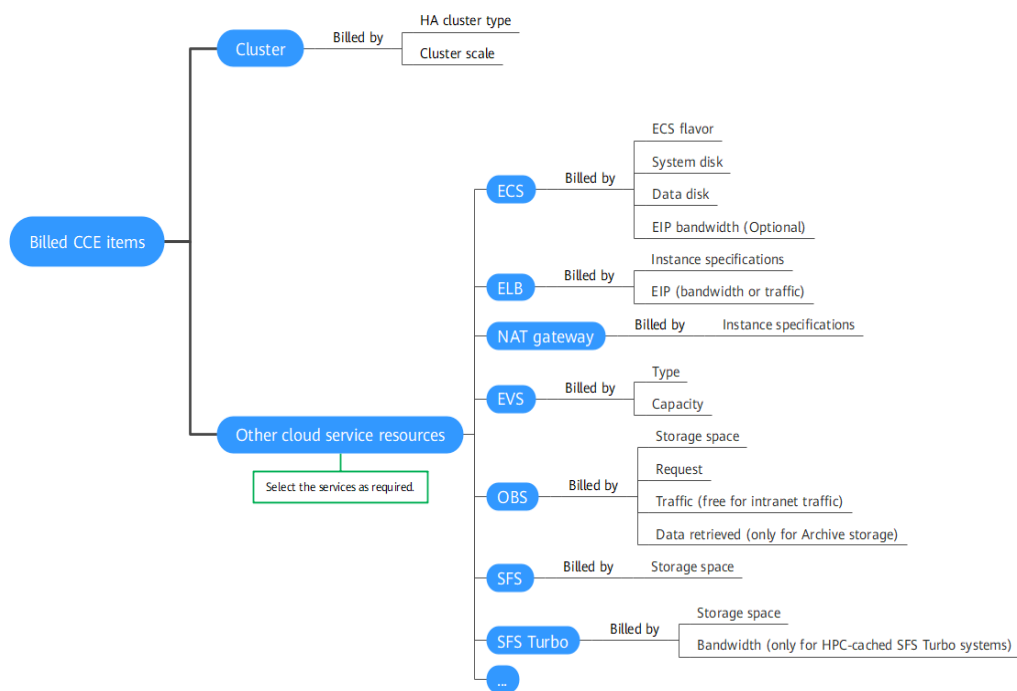 Billed CCE items
Cluster
Billed by
HA cluster type
Cluster scale
Other cloud service resources
Select the services as required.
ECS
Billed by
ECS flavor
System disk
Data disk
EIP bandwidth (Optional)
ELB
Billed by
Instance specifications
EIP (bandwidth or traffic)
NAT gateway
Billed by
Instance specifications
EVS
Billed by
Type
Capacity
OBS
Billed by
Storage space
Request
Traffic (free for intranet traffic)
Data retrieved (only for Archive storage)
SFS
Billed by
Storage space
SFS Turbo
Billed by
Storage space
Bandwidth (only for HPC-cached SFS Turbo systems)
...